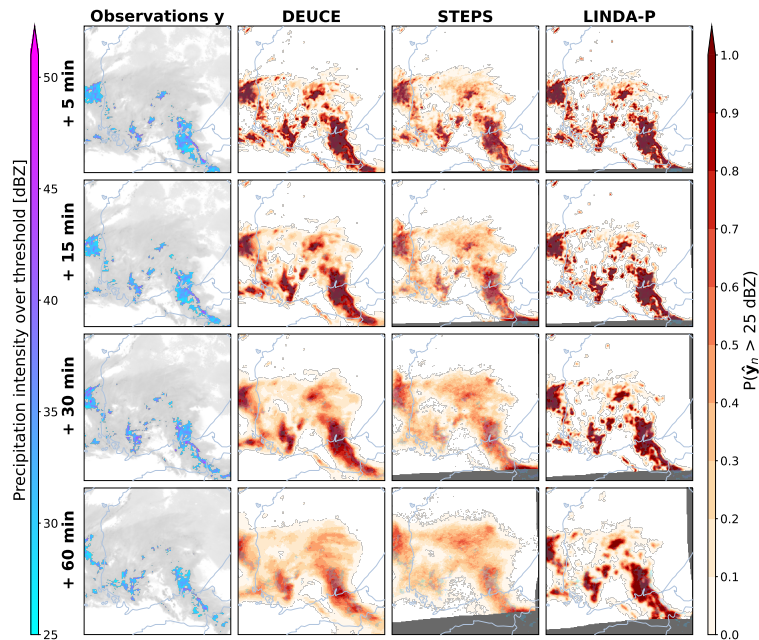 Observations y
DEUCE
STEPS
LINDA-P
Precipitation intensity over threshold [dBZ]
50
45
40
35
30
25
+ 5 min
+ 15 min
+ 30 min
+ 60 min
1.0
0.9
0.8
0.7
0.6
0.5
0.4
0.3
0.2
0.1
0.0
P(ŷₙ > 25 dBZ)